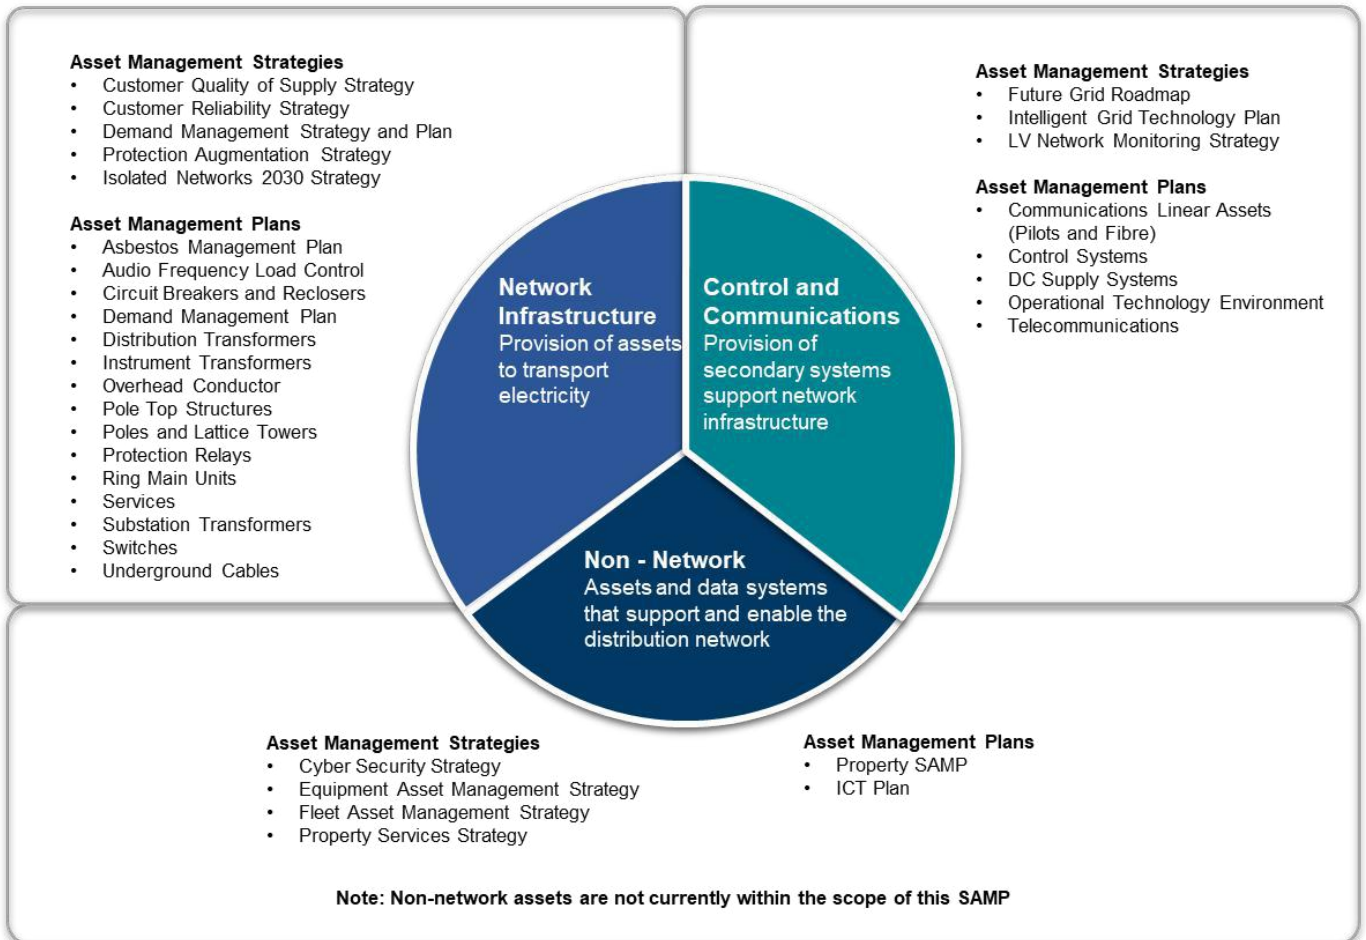 Asset Management Strategies
• Customer Quality of Supply Strategy
• Customer Reliability Strategy
• Demand Management Strategy and Plan
• Protection Augmentation Strategy
• Isolated Networks 2030 Strategy
Asset Management Plans
• Asbestos Management Plan
• Audio Frequency Load Control
• Circuit Breakers and Reclosers
• Demand Management Plan
• Distribution Transformers
• Instrument Transformers
• Overhead Conductor
• Pole Top Structures
• Poles and Lattice Towers
• Protection Relays
• Ring Main Units
• Services
• Substation Transformers
• Switches
• Underground Cables
Asset Management Strategies
• Future Grid Roadmap
• Intelligent Grid Technology Plan
• LV Network Monitoring Strategy
Asset Management Plans
• Communications Linear Assets
(Pilots and Fibre)
• Control Systems
• DC Supply Systems
• Operational Technology Environment
• Telecommunications
Network
Infrastructure
Provision of assets
to transport
electricity
Control and
Communications
Provision of
secondary systems
support network
infrastructure
Non - Network
Assets and data systems
that support and enable the
distribution network
Asset Management Strategies
• Cyber Security Strategy
• Equipment Asset Management Strategy
• Fleet Asset Management Strategy
• Property Services Strategy
Asset Management Plans
• Property SAMP
• ICT Plan
Note: Non-network assets are not currently within the scope of this SAMP